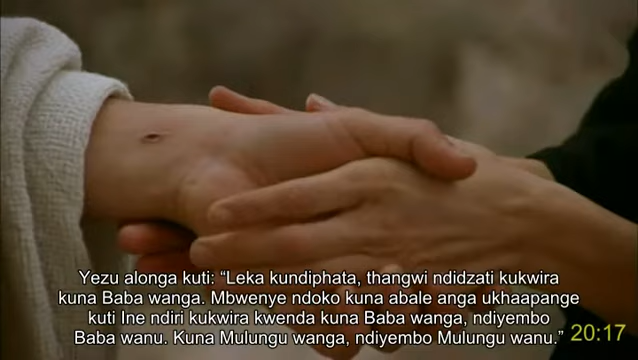 Yezu alonga kuti: “Leka kundiphata, thangwi ndidzati kukwira
kuna Baba wanga. Mbwenye ndoko kuna abale anga ukhaapange
kuti Ine ndiri kukwira kwenda kuna Baba wanga, ndiyembo
Baba wanu. Kuna Mulungu wanga, ndiyembo Mulungu wanu.”
20:17